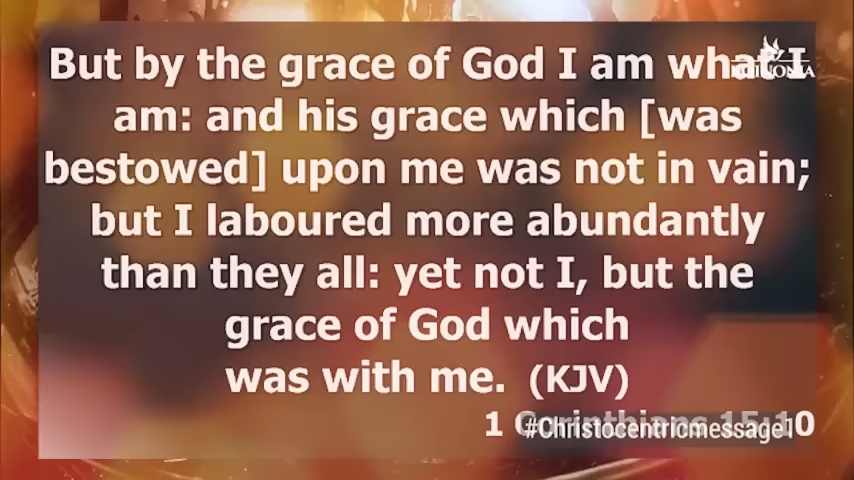 But by the grace of God I am what I
am: and his grace which [was
bestowed] upon me was not in vain;
but I laboured more abundantly
than they all: yet not I, but the
grace of God which
was with me. (KJV)
1 Corinthians 15:10
#Christocentricmessage1